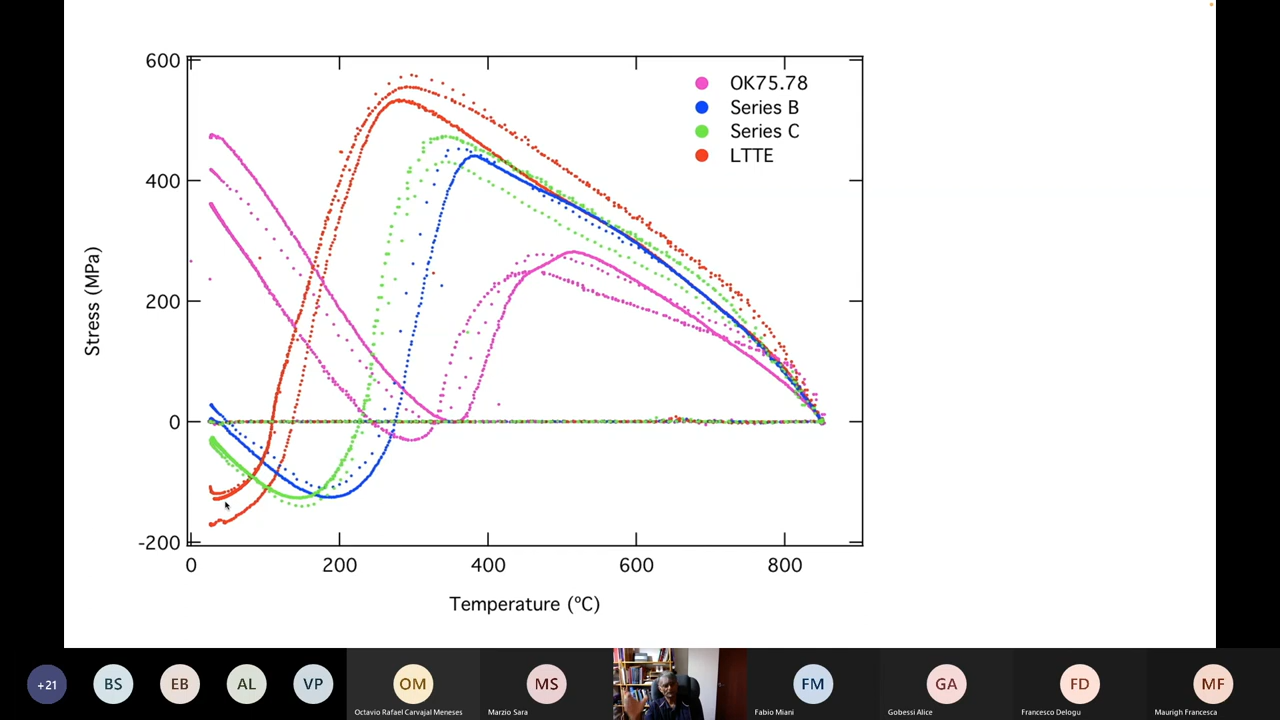 600
400
200
0
-200
Stress (MPa)
OK75.78
Series B
Series C
LTTE
0 200 400 600 800
Temperature (ºC)
+21 BS EB AL VP OM MS FM GA FD MF
Octavio Rafael Carvajal Meneses Marzio Sara Fabio Miani Gobessi Alice Francesco Delogu Maurigh Francesca